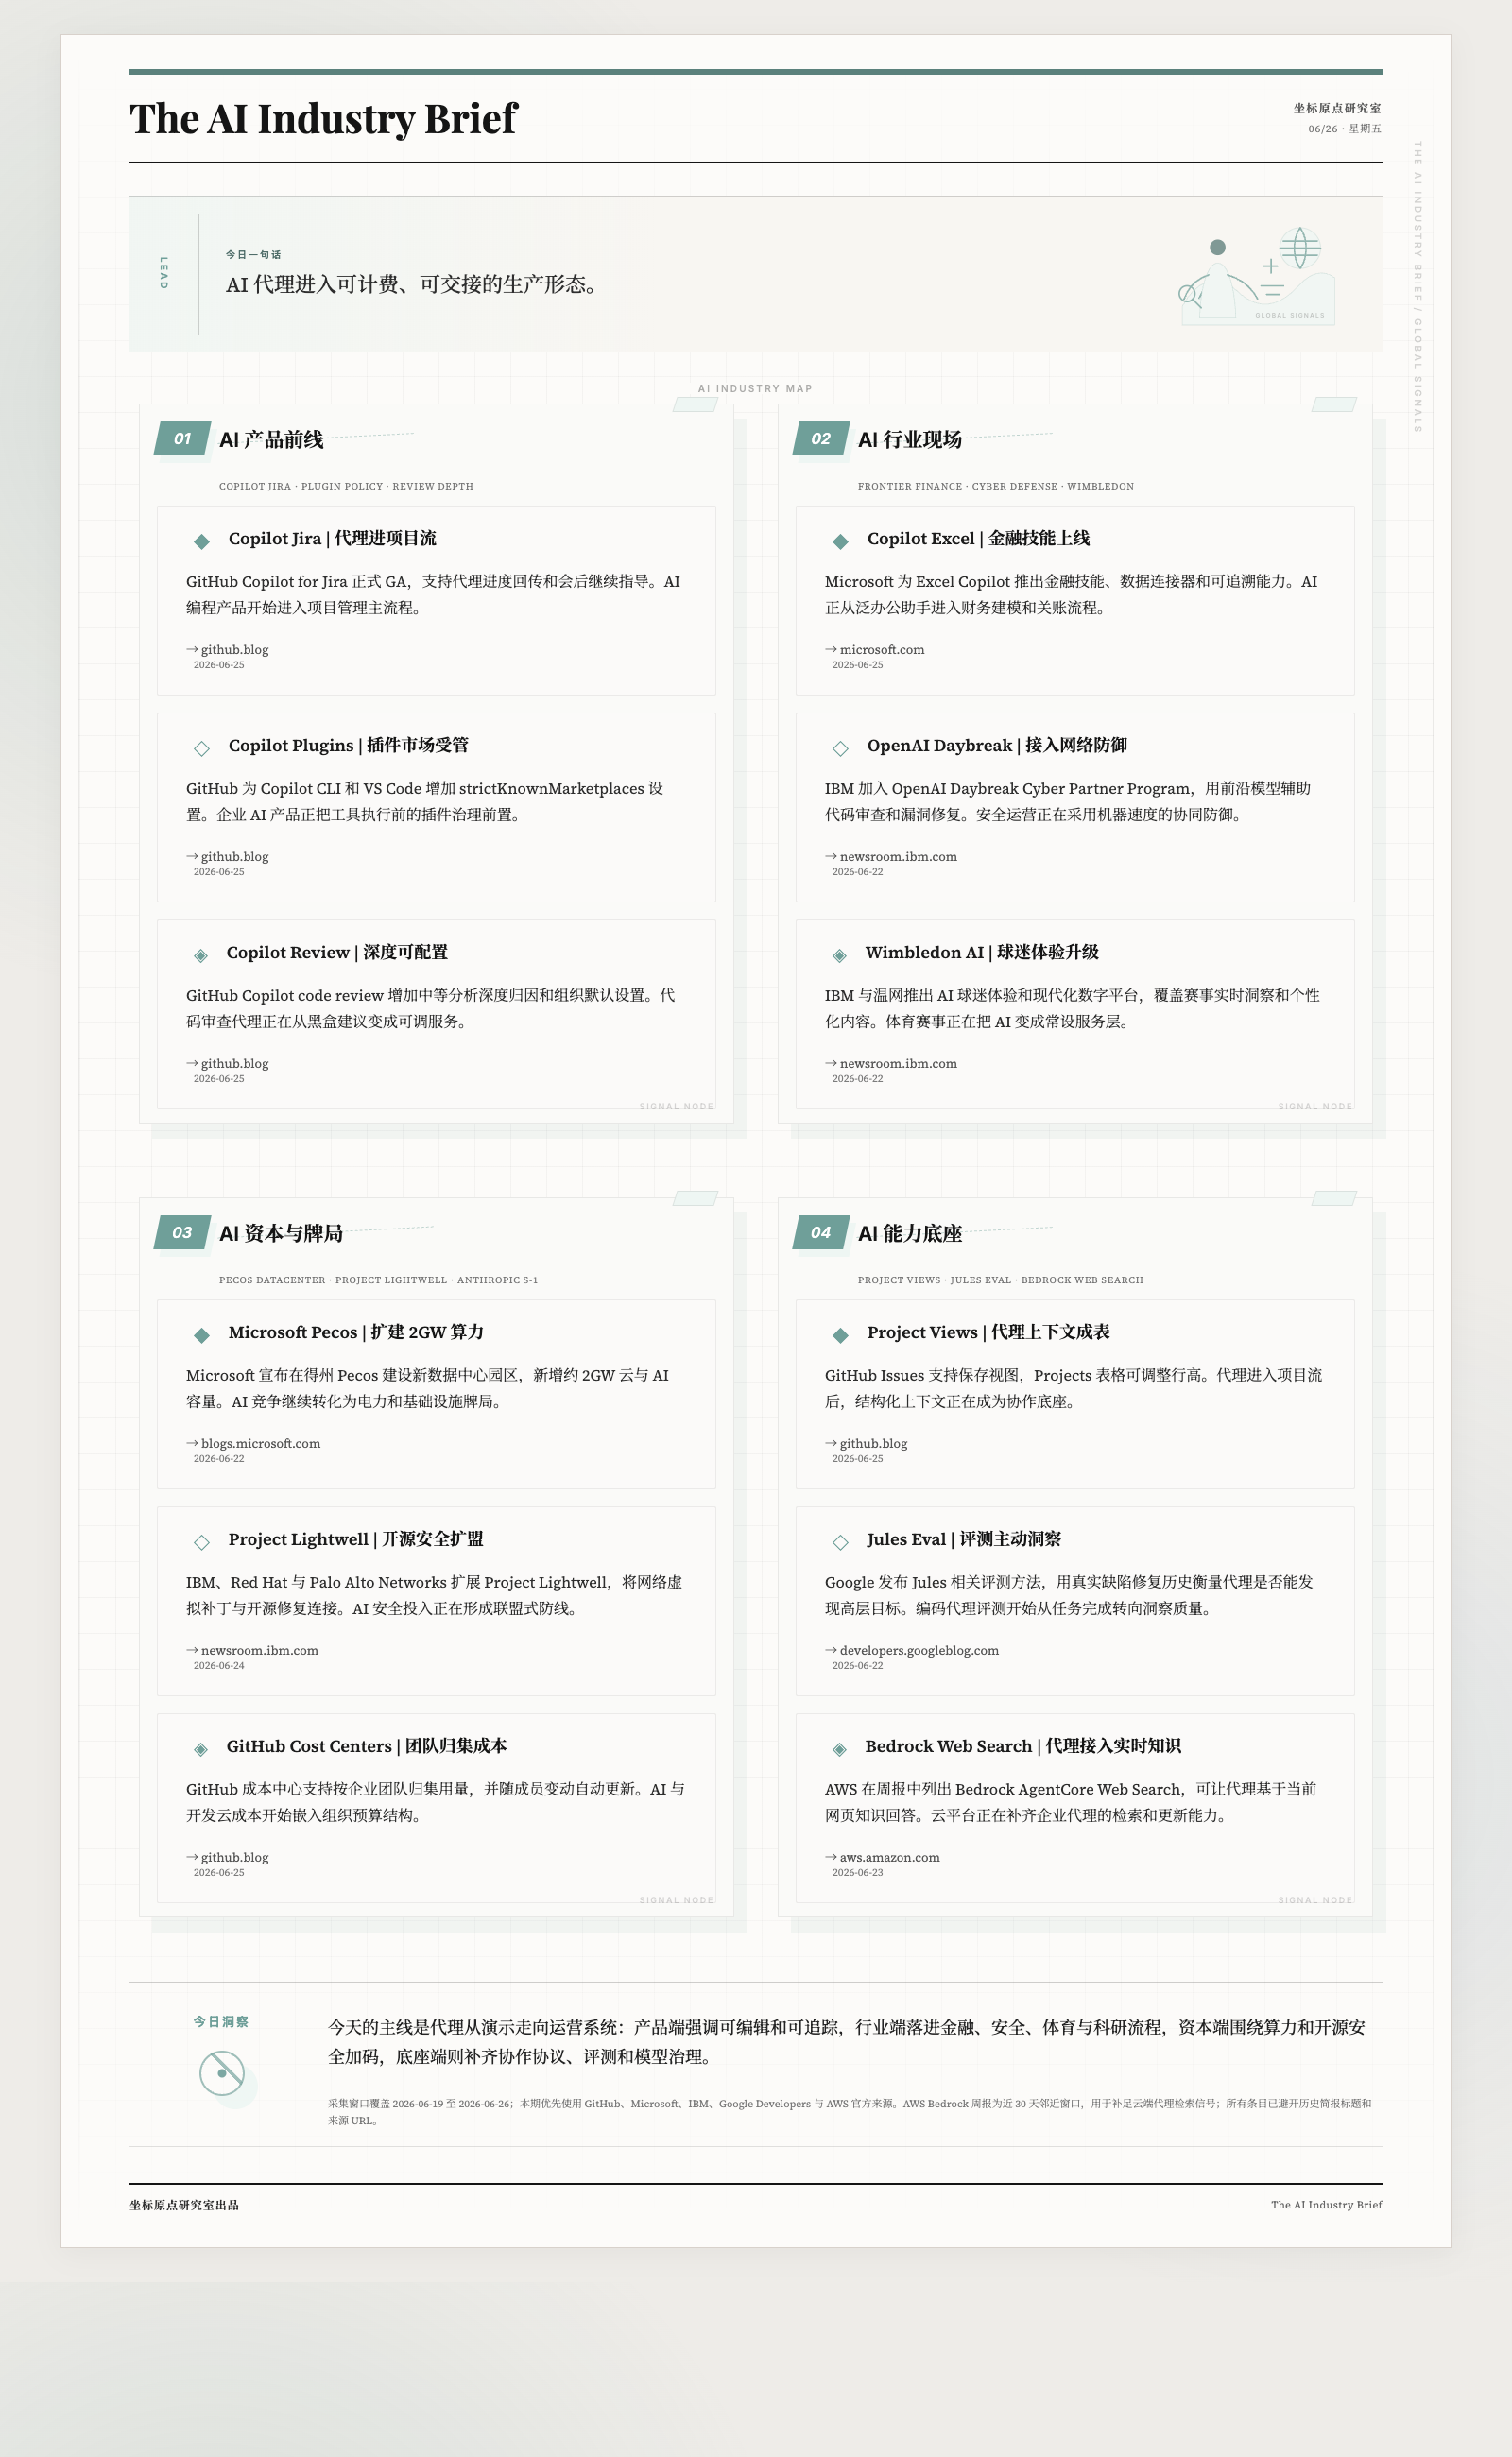 The AI Industry Brief
坐标原点研究室
06/26 · 星期五
THE AI INDUSTRY BRIEF / GLOBAL SIGNALS
LEAD
今日一句话
AI 代理进入可计费、可交接的生产形态。
GLOBAL SIGNALS
AI INDUSTRY MAP
01
AI 产品前线
COPILOT JIRA · PLUGIN POLICY · REVIEW DEPTH
◆ Copilot Jira | 代理进项目流
GitHub Copilot for Jira 正式 GA，支持代理进度回传和会后继续指导。AI
编程产品开始进入项目管理主流程。
→ github.blog
2026-06-25
◇ Copilot Plugins | 插件市场受管
GitHub 为 Copilot CLI 和 VS Code 增加 strictKnownMarketplaces 设
置。企业 AI 产品正把工具执行前的插件治理前置。
→ github.blog
2026-06-25
◈ Copilot Review | 深度可配置
GitHub Copilot code review 增加中等分析深度归因和组织默认设置。代
码审查代理正在从黑盒建议变成可调服务。
→ github.blog
2026-06-25
SIGNAL NODE
02
AI 行业现场
FRONTIER FINANCE · CYBER DEFENSE · WIMBLEDON
◆ Copilot Excel | 金融技能上线
Microsoft 为 Excel Copilot 推出金融技能、数据连接器和可追溯能力。AI
正从泛办公助手进入财务建模和关账流程。
→ microsoft.com
2026-06-25
◇ OpenAI Daybreak | 接入网络防御
IBM 加入 OpenAI Daybreak Cyber Partner Program，用前沿模型辅助
代码审查和漏洞修复。安全运营正在采用机器速度的协同防御。
→ newsroom.ibm.com
2026-06-22
◈ Wimbledon AI | 球迷体验升级
IBM 与温网推出 AI 球迷体验和现代化数字平台，覆盖赛事实时洞察和个性
化内容。体育赛事正在把 AI 变成常设服务层。
→ newsroom.ibm.com
2026-06-22
SIGNAL NODE
03
AI 资本与牌局
PECOS DATACENTER · PROJECT LIGHTWELL · ANTHROPIC S-1
◆ Microsoft Pecos | 扩建 2GW 算力
Microsoft 宣布在得州 Pecos 建设新数据中心园区，新增约 2GW 云与 AI
容量。AI 竞争继续转化为电力和基础设施牌局。
→ blogs.microsoft.com
2026-06-22
◇ Project Lightwell | 开源安全扩盟
IBM、Red Hat 与 Palo Alto Networks 扩展 Project Lightwell，将网络虚
拟补丁与开源修复连接。AI 安全投入正在形成联盟式防线。
→ newsroom.ibm.com
2026-06-24
◈ GitHub Cost Centers | 团队归集成本
GitHub 成本中心支持按企业团队归集用量，并随成员变动自动更新。AI 与
开发云成本开始嵌入组织预算结构。
→ github.blog
2026-06-25
SIGNAL NODE
04
AI 能力底座
PROJECT VIEWS · JULES EVAL · BEDROCK WEB SEARCH
◆ Project Views | 代理上下文成表
GitHub Issues 支持保存视图，Projects 表格可调整行高。代理进入项目流
后，结构化上下文正在成为协作底座。
→ github.blog
2026-06-25
◇ Jules Eval | 评测主动洞察
Google 发布 Jules 相关评测方法，用真实缺陷修复历史衡量代理是否能发
现高层目标。编码代理评测开始从任务完成转向洞察质量。
→ developers.googleblog.com
2026-06-22
◈ Bedrock Web Search | 代理接入实时知识
AWS 在周报中列出 Bedrock AgentCore Web Search，可让代理基于当前
网页知识回答。云平台正在补齐企业代理的检索和更新能力。
→ aws.amazon.com
2026-06-23
SIGNAL NODE
今日洞察
今天的主线是代理从演示走向运营系统：产品端强调可编辑和可追踪，行业端落进金融、安全、体育与科研流程，资本端围绕算力和开源安
全加码，底座端则补齐协作协议、评测和模型治理。
采集窗口覆盖 2026-06-19 至 2026-06-26；本期优先使用 GitHub、Microsoft、IBM、Google Developers 与 AWS 官方来源。AWS Bedrock 周报为近 30 天邻近窗口，用于补足云端代理检索信号；所有条目已避开历史简报标题和
来源 URL。
坐标原点研究室出品
The AI Industry Brief